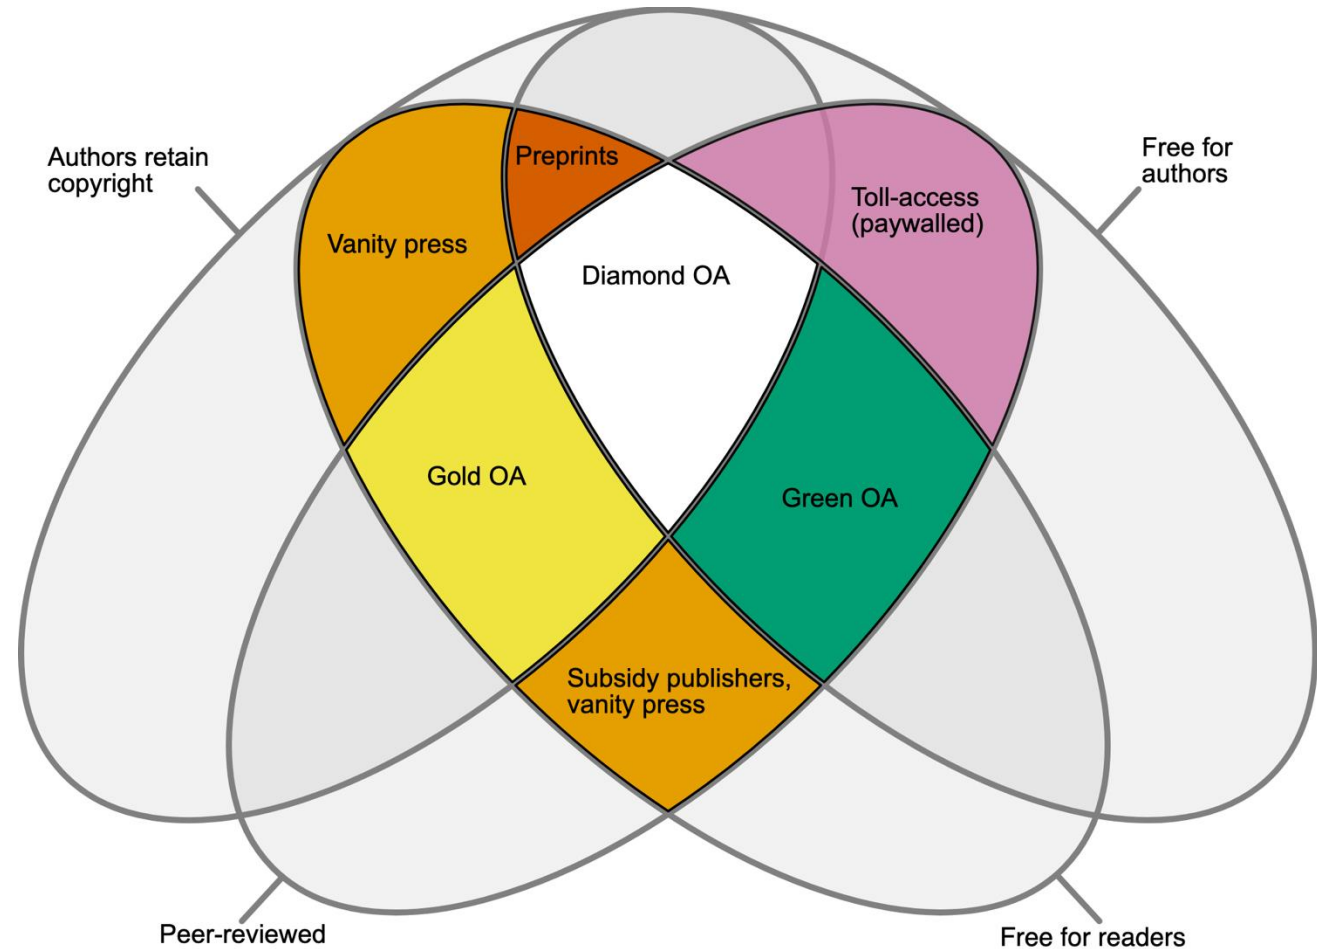 Authors retain
copyright
Free for
authors
Preprints
Toll-access
(paywalled)
Vanity press
Diamond OA
Gold OA
Green OA
Subsidy publishers,
vanity press
Peer-reviewed
Free for readers